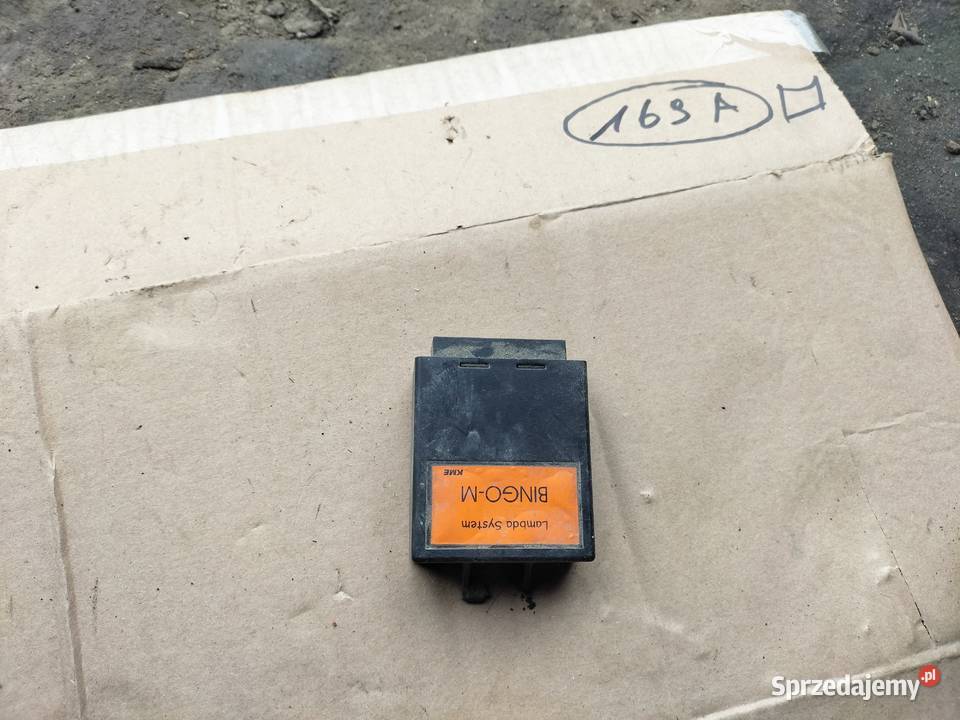 169 A
Lambda System
BINGO-M
KME
Sprzedajemy.pl